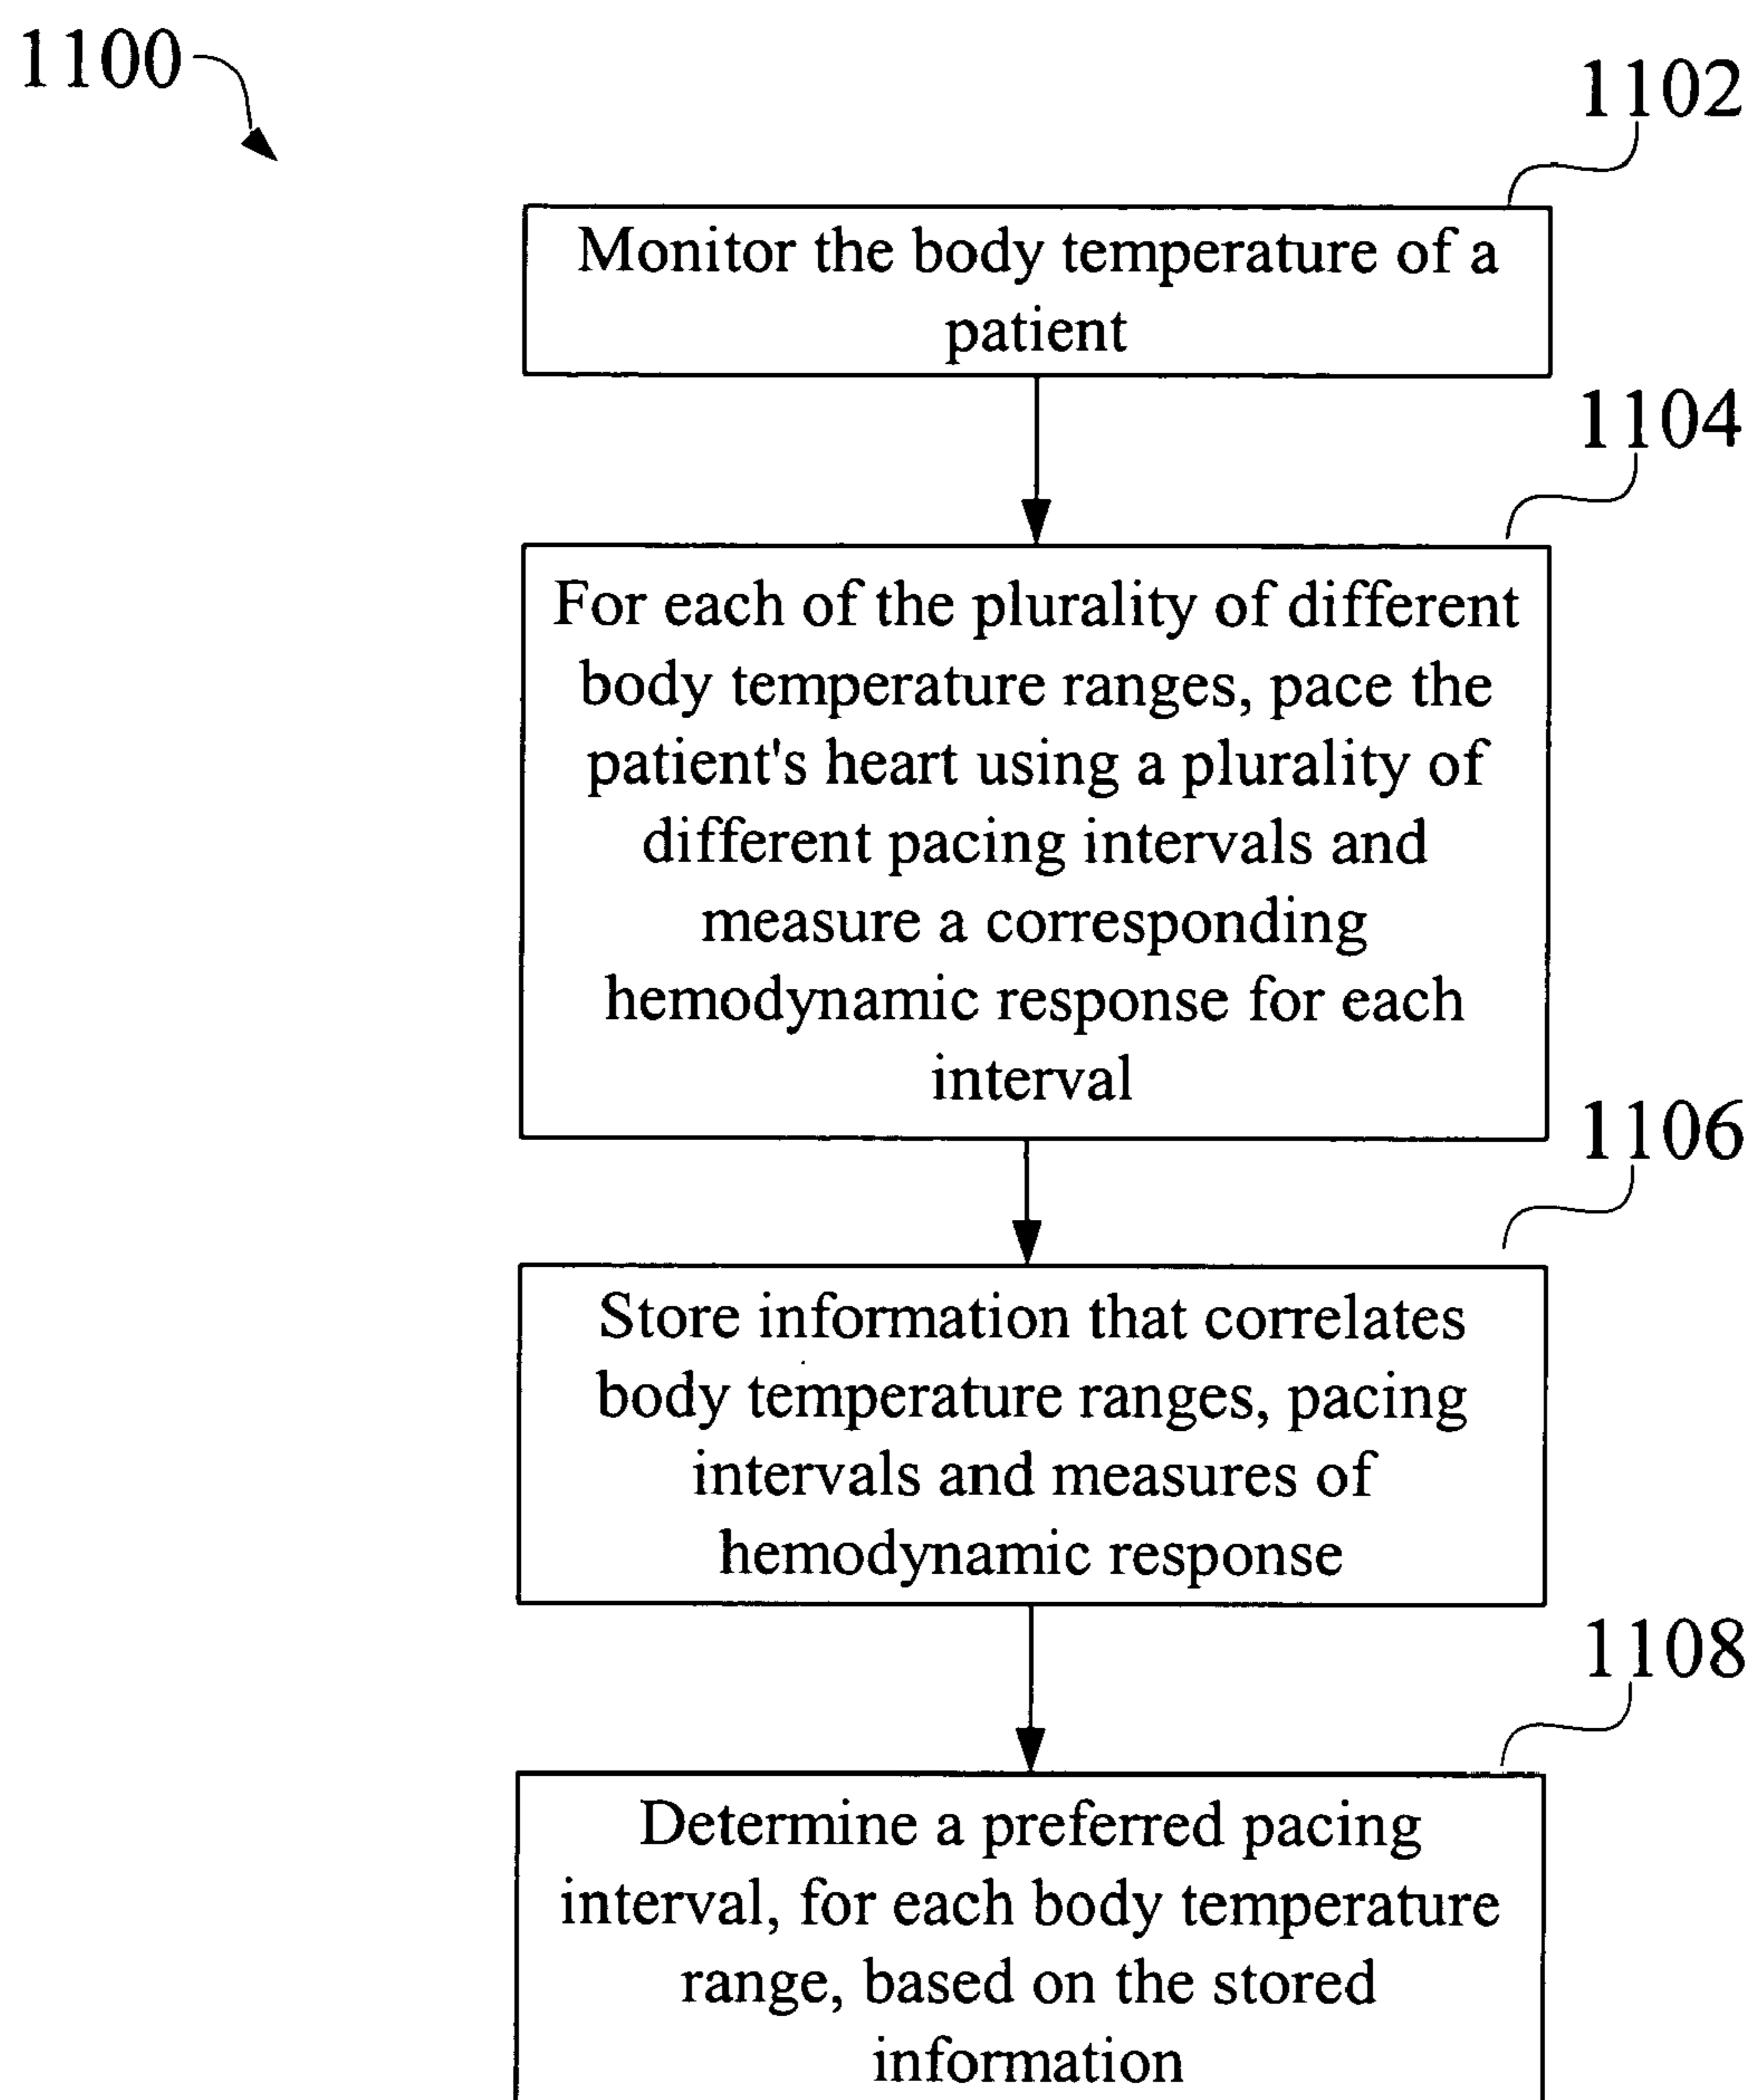 1100
1102
Monitor the body temperature of a
patient
1104
For each of the plurality of different
body temperature ranges, pace the
patient's heart using a plurality of
different pacing intervals and
measure a corresponding
hemodynamic response for each
interval
1106
Store information that correlates
body temperature ranges, pacing
intervals and measures of
hemodynamic response
1108
Determine a preferred pacing
interval, for each body temperature
range, based on the stored
information